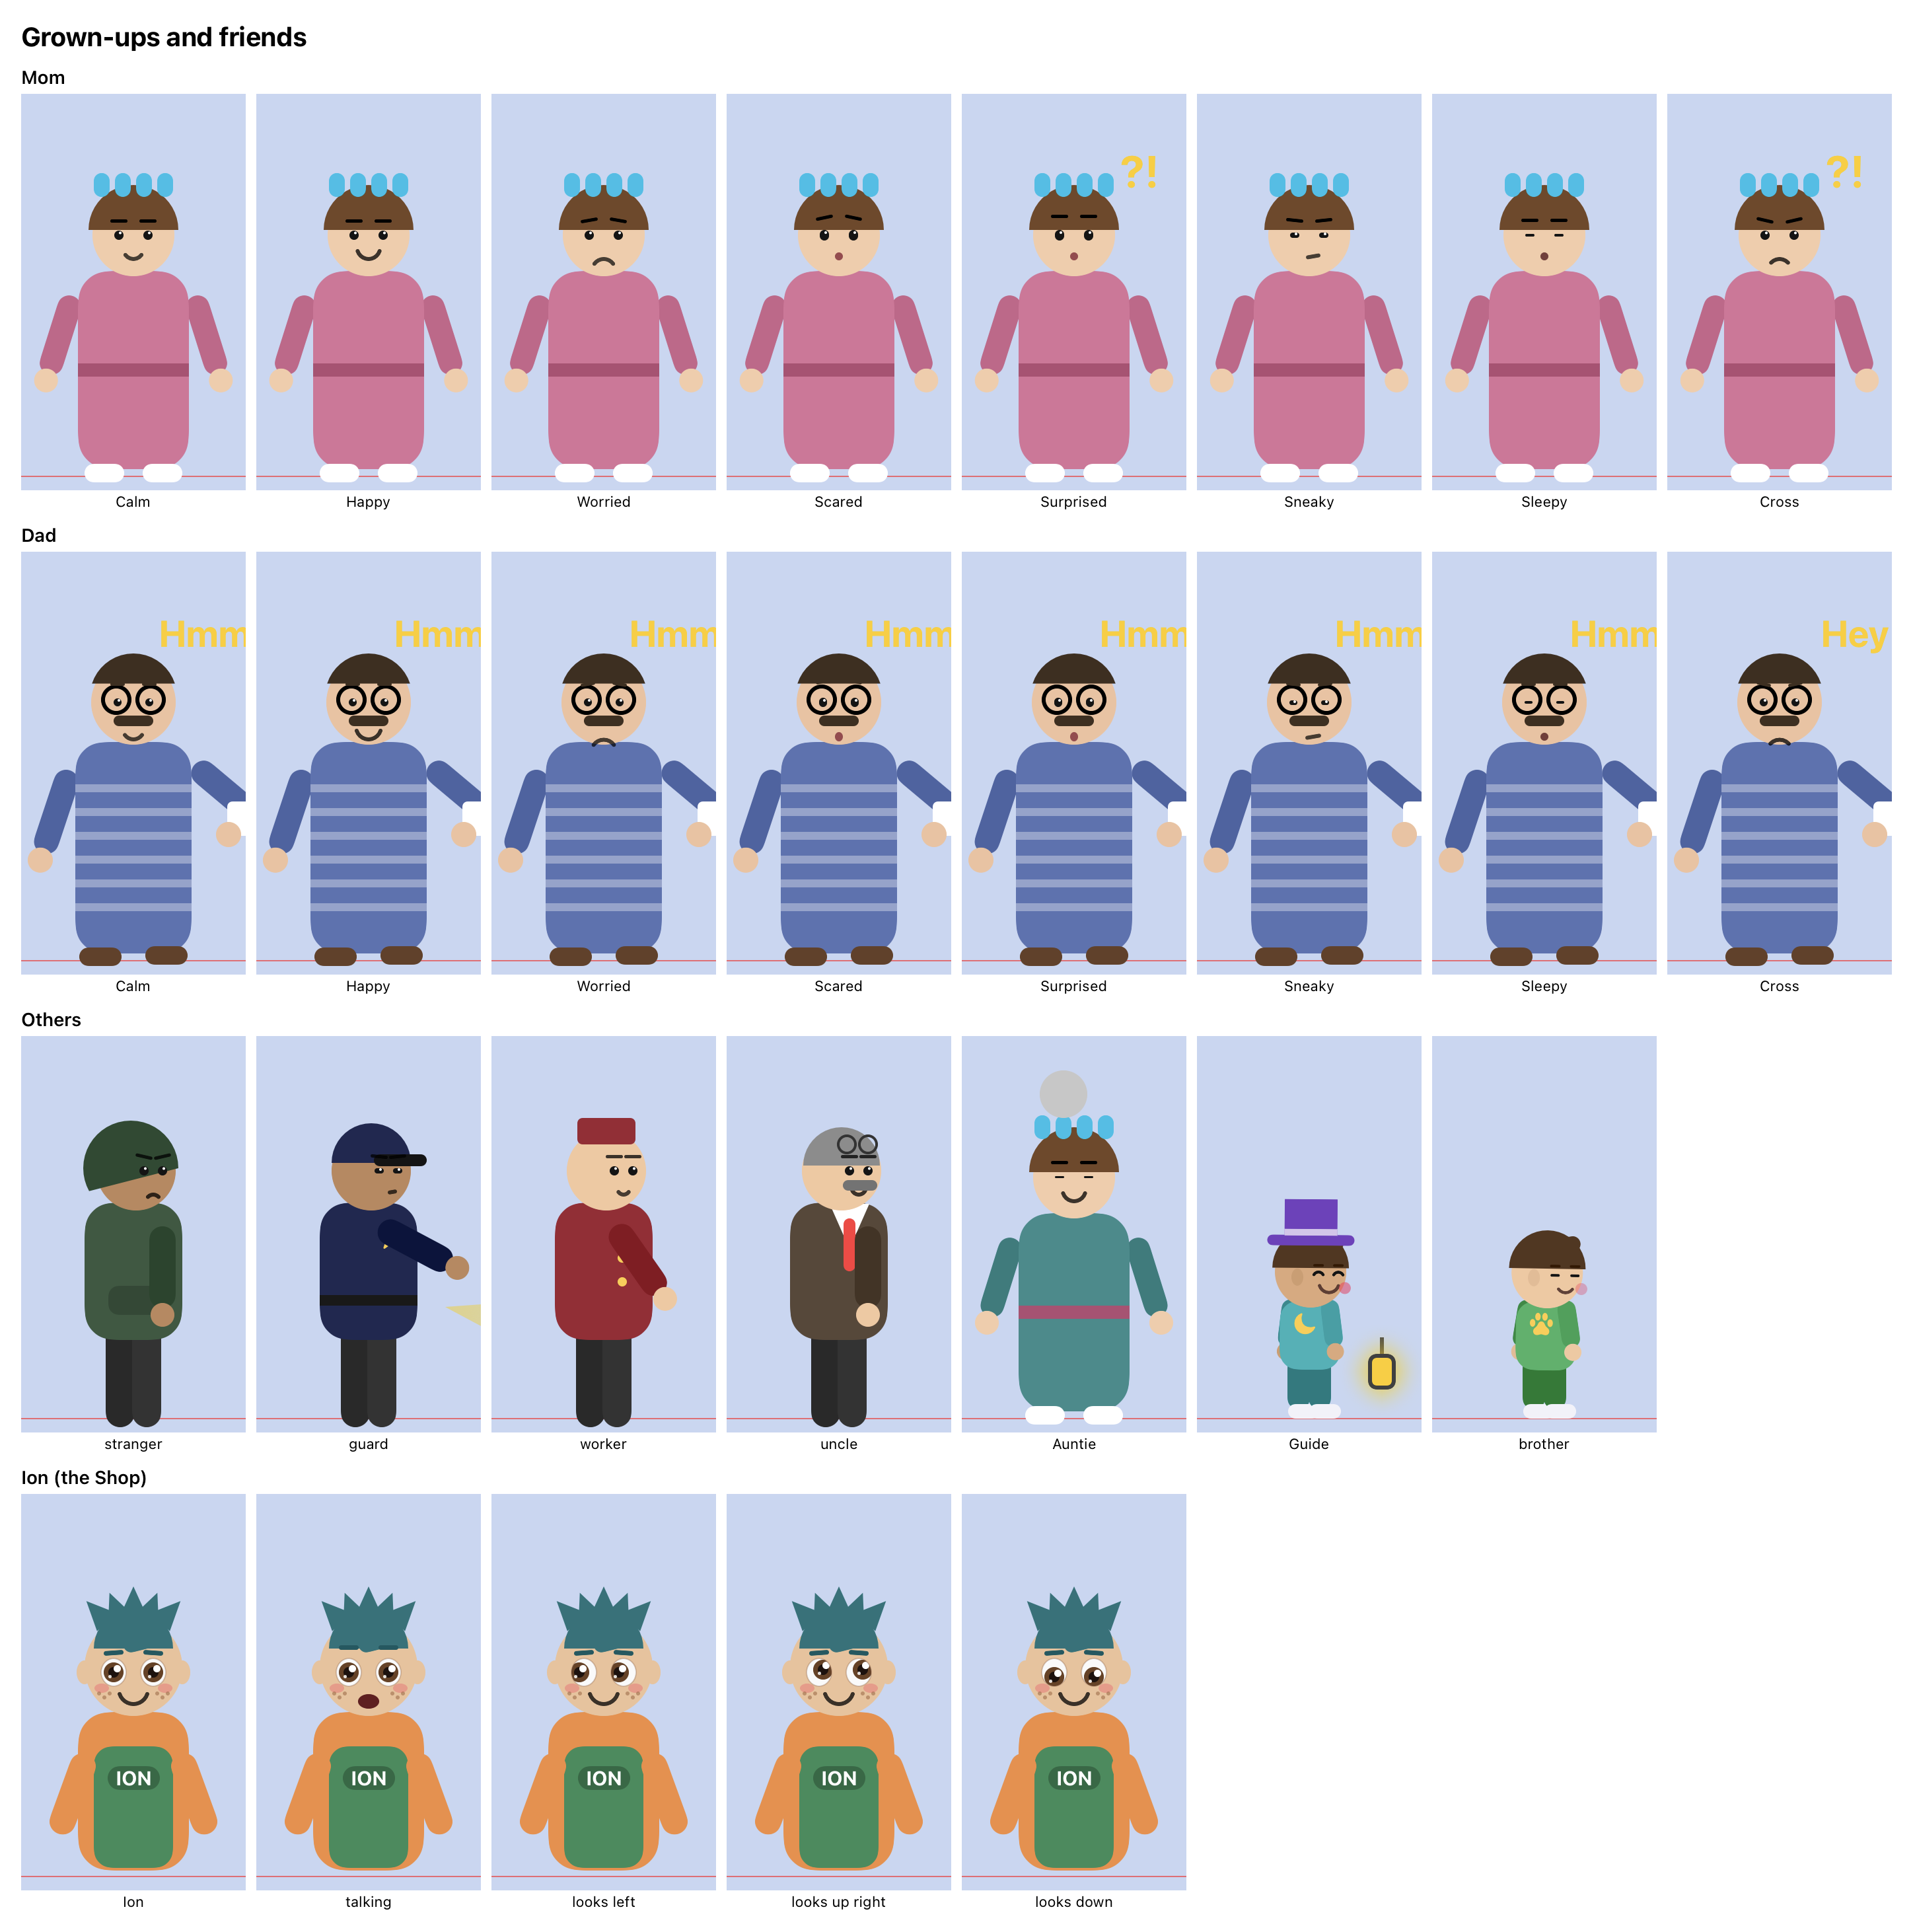 Grown-ups and friends
Mom
?!
?!
Calm
Happy
Worried
Scared
Surprised
Sneaky
Sleepy
Cross
Dad
Hmm
Hmm
Hmm
Hmm
Hmm
Hmm
Hmm
Hey
Calm
Happy
Worried
Scared
Surprised
Sneaky
Sleepy
Cross
Others
stranger
guard
worker
uncle
Auntie
Guide
brother
Ion (the Shop)
ION
ION
ION
ION
ION
Ion
talking
looks left
looks up right
looks down